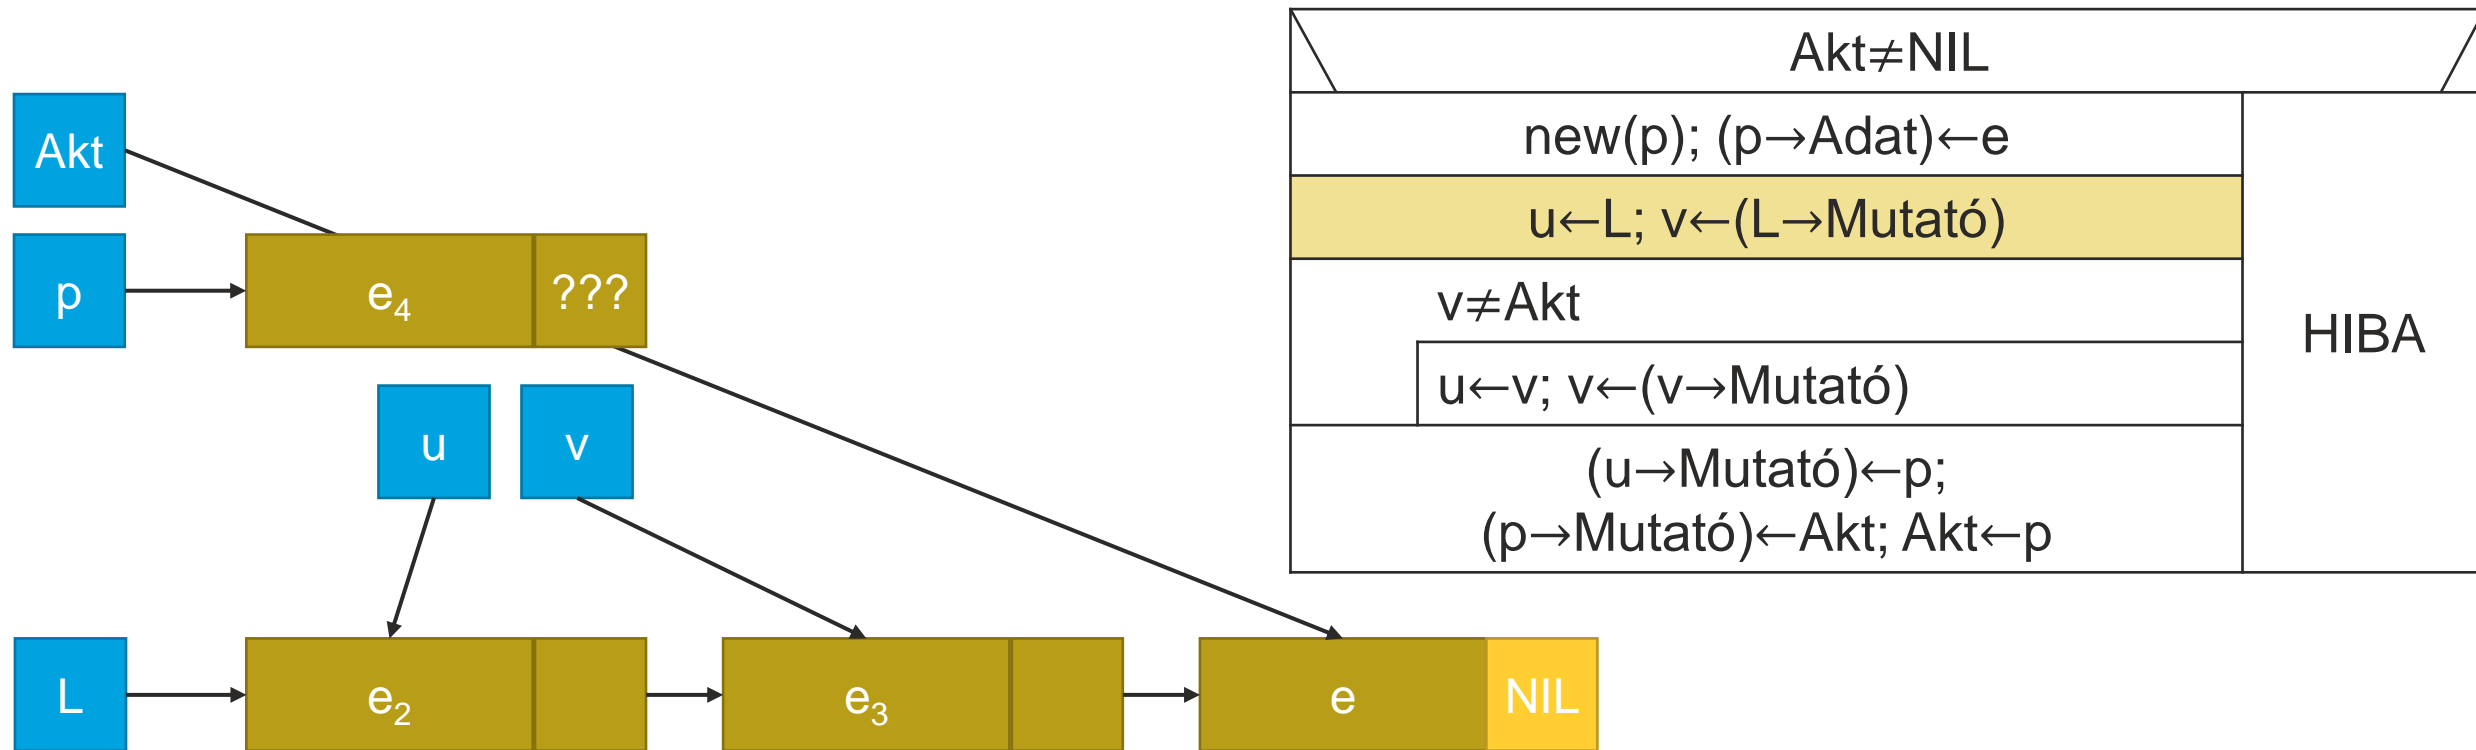 Akt≠NIL
Akt
new(p); (p→Adat)←e
u←L; v←(L→Mutató)
p
e₄
???
v≠Akt
HIBA
u←v; v←(v→Mutató)
u
v
(u→Mutató)←p;
(p→Mutató)←Akt; Akt←p
L
e₂
e₃
e
NIL